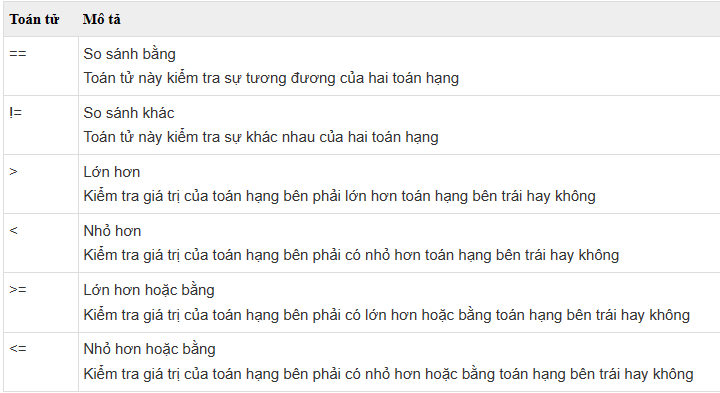 Toán tử Mô tả
== So sánh bằng
Toán tử này kiểm tra sự tương đương của hai toán hạng
!= So sánh khác
Toán tử này kiểm tra sự khác nhau của hai toán hạng
> Lớn hơn
Kiểm tra giá trị của toán hạng bên phải lớn hơn toán hạng bên trái hay không
< Nhỏ hơn
Kiểm tra giá trị của toán hạng bên phải có nhỏ hơn toán hạng bên trái hay không
>= Lớn hơn hoặc bằng
Kiểm tra giá trị của toán hạng bên phải có lớn hơn hoặc bằng toán hạng bên trái hay không
<= Nhỏ hơn hoặc bằng
Kiểm tra giá trị của toán hạng bên phải có nhỏ hơn hoặc bằng toán hạng bên trái hay không